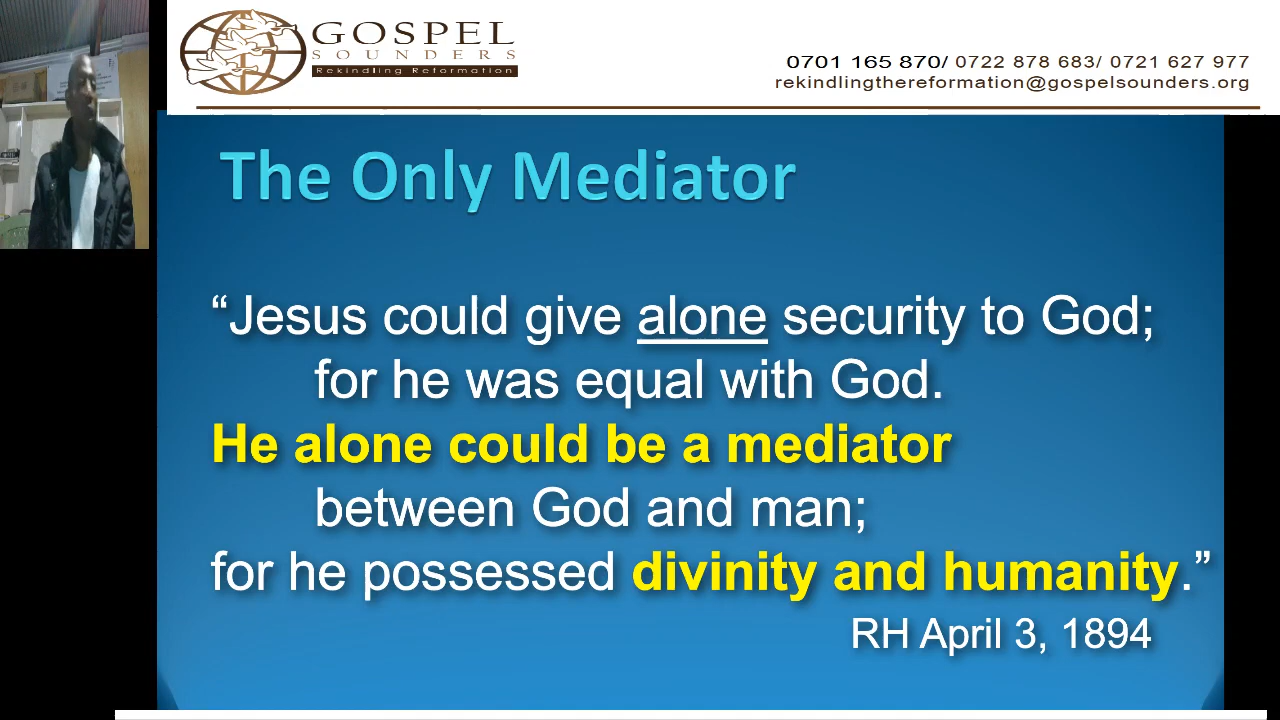 GOSPEL
SOUNDERS
Rekindling Reformation
0701 165 870/ 0722 878 683/ 0721 627 977
rekindlingthereformation@gospelsounders.org
The Only Mediator
“Jesus could give alone security to God;
for he was equal with God.
He alone could be a mediator
between God and man;
for he possessed divinity and humanity.”
RH April 3, 1894